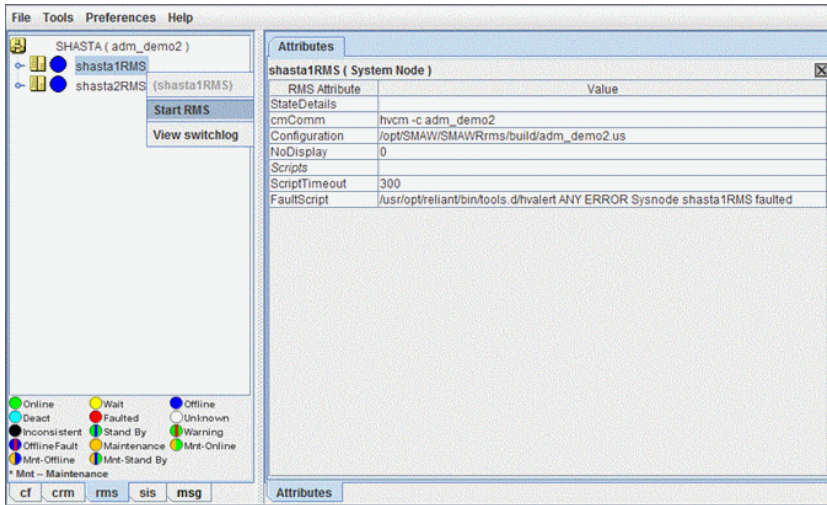 File Tools Preferences Help
SHASTA ( adm_demo2 )
shasta1RMS
shasta2RMS
(shasta1RMS)
Start RMS
View switchlog
Online Wait Offline
Deact Faulted Unknown
Inconsistent Stand By Warning
OfflineFault Maintenance Mnt-Online
Mnt-Offline Mnt-Stand By
* Mnt -- Maintenance
cf crm rms sis msg
Attributes
shasta1RMS ( System Node )
RMS Attribute Value
StateDetails
cmComm hvcm -c adm_demo2
Configuration /opt/SMAW/SMAWRrms/build/adm_demo2.us
NoDisplay 0
Scripts
ScriptTimeout 300
FaultScript /usr/opt/reliant/bin/tools.d/hvalert ANY ERROR Sysnode shasta1RMS faulted
Attributes